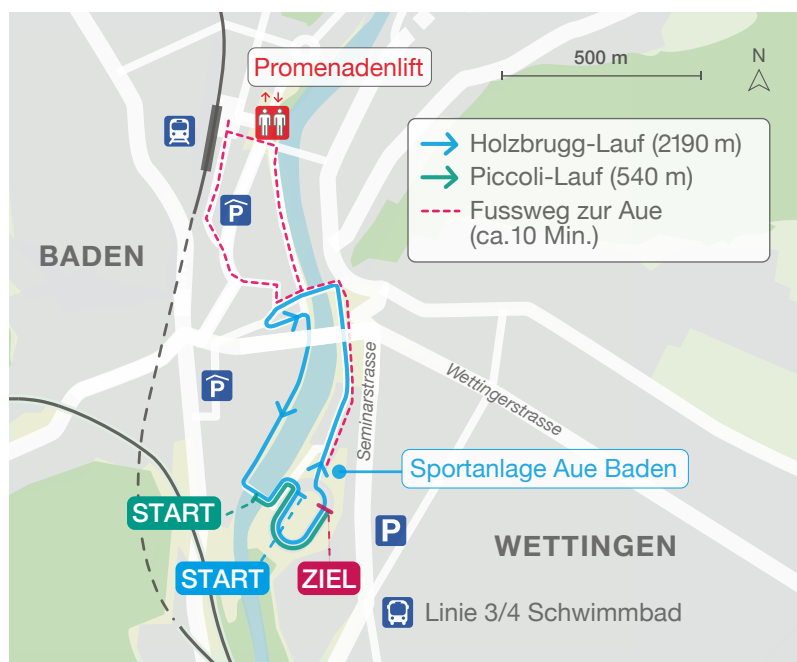 Promenadenlift
500 m
N
Holzbrugg-Lauf (2190 m)
Piccoli-Lauf (540 m)
Fussweg zur Aue
(ca.10 Min.)
P
BADEN
P
Seminarstrasse
Wettingerstrasse
Sportanlage Aue Baden
START
P
WETTINGEN
START
ZIEL
Linie 3/4 Schwimmbad